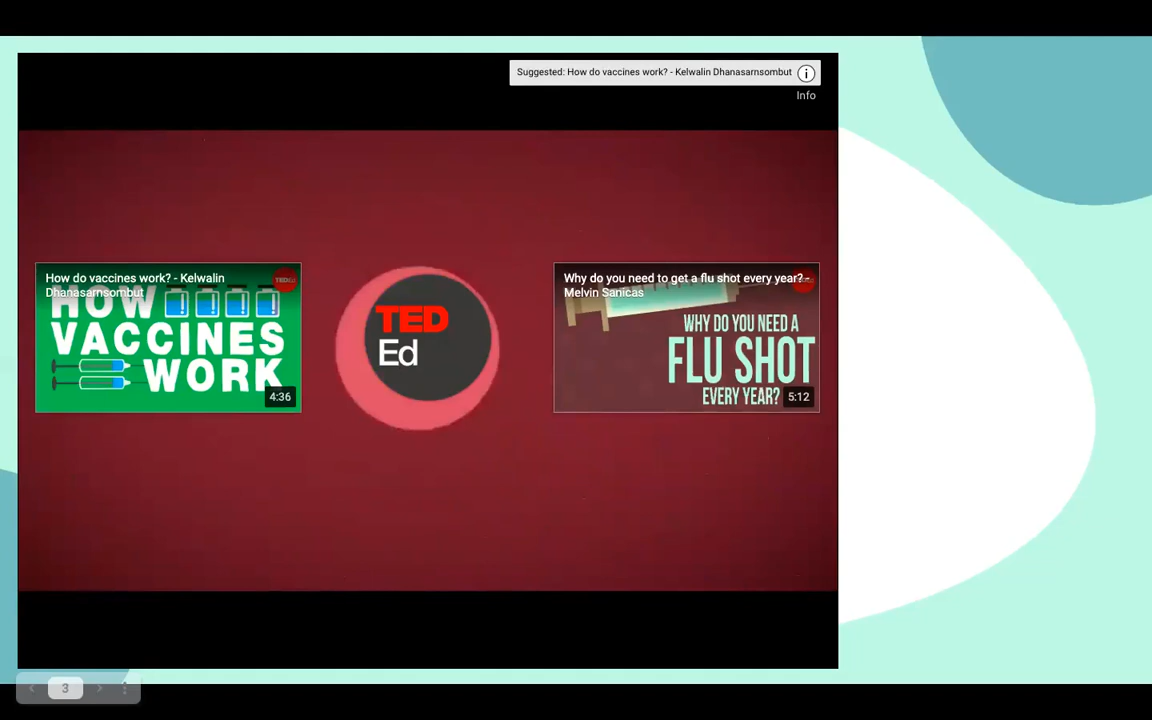 Suggested: How do vaccines work? - Kelwalin Dhanasarnsombut
Info
How do vaccines work? - Kelwalin
Dhanasarnsombut
TED
HOW
VACCINES
WORK
4:36
TED
Ed
Why do you need to get a flu shot every year? -
Melvin Sanicas
WHY DO YOU NEED A
FLU SHOT
EVERY YEAR?
5:12
3